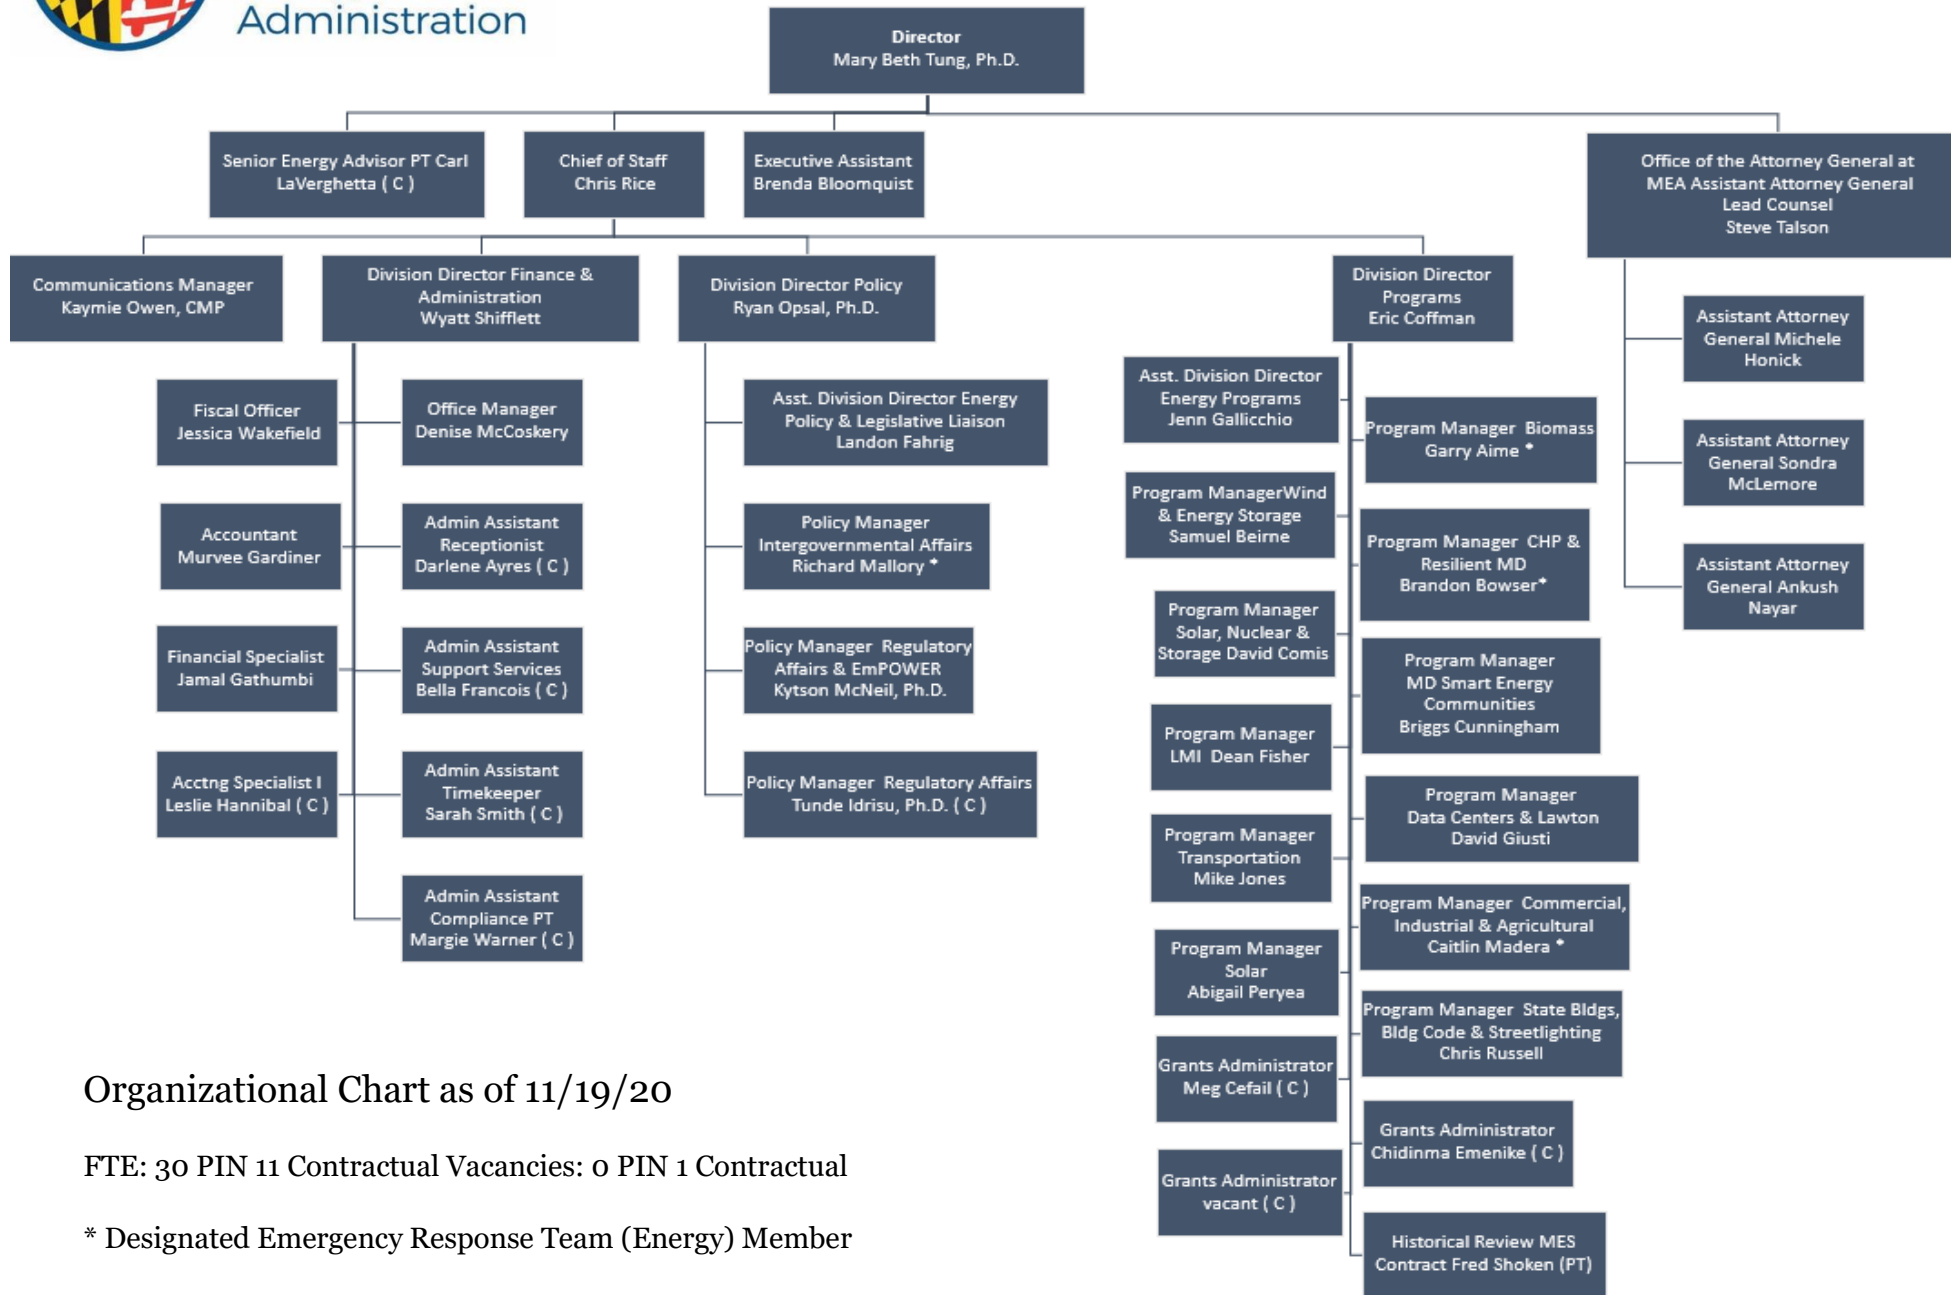 Administration
Director
Mary Beth Tung, Ph.D.
Senior Energy Advisor PT Carl
LaVerghetta ( C )
Chief of Staff
Chris Rice
Executive Assistant
Brenda Bloomquist
Office of the Attorney General at
MEA Assistant Attorney General
Lead Counsel
Steve Talson
Communications Manager
Kaymie Owen, CMP
Division Director Finance &
Administration
Wyatt Shifflett
Division Director Policy
Ryan Opsal, Ph.D.
Division Director
Programs
Eric Coffman
Fiscal Officer
Jessica Wakefield
Office Manager
Denise McCoskery
Accountant
Murvee Gardiner
Admin Assistant
Receptionist
Darlene Ayres ( C )
Financial Specialist
Jamal Gathumbi
Admin Assistant
Support Services
Bella Francois ( C )
Acctng Specialist I
Leslie Hannibal ( C )
Admin Assistant
Timekeeper
Sarah Smith ( C )
Admin Assistant
Compliance PT
Margie Warner ( C )
Asst. Division Director Energy
Policy & Legislative Liaison
Landon Fahrig
Policy Manager
Intergovernmental Affairs
Richard Mallory *
Policy Manager Regulatory
Affairs & EmPOWER
Kytson McNeil, Ph.D.
Policy Manager Regulatory Affairs
Tunde Idrisu, Ph.D. ( C )
Asst. Division Director
Energy Programs
Jenn Gallicchio
Program Manager Biomass
Garry Aime *
Program ManagerWind
& Energy Storage
Samuel Beirne
Program Manager CHP &
Resilient MD
Brandon Bowser*
Program Manager
Solar, Nuclear &
Storage David Comis
Program Manager
MD Smart Energy
Communities
Briggs Cunningham
Program Manager
LMI Dean Fisher
Program Manager
Data Centers & Lawton
David Giusti
Program Manager
Transportation
Mike Jones
Program Manager Commercial,
Industrial & Agricultural
Caitlin Madera *
Program Manager
Solar
Abigail Peryea
Program Manager State Bldgs,
Bldg Code & Streetlighting
Chris Russell
Grants Administrator
Meg Cefail ( C )
Grants Administrator
Chidinma Emenike ( C )
Grants Administrator
vacant ( C )
Historical Review MES
Contract Fred Shoken (PT)
Assistant Attorney
General Michele
Honick
Assistant Attorney
General Sondra
McLemore
Assistant Attorney
General Ankush
Nayar
Organizational Chart as of 11/19/20
FTE: 30 PIN 11 Contractual Vacancies: 0 PIN 1 Contractual
* Designated Emergency Response Team (Energy) Member